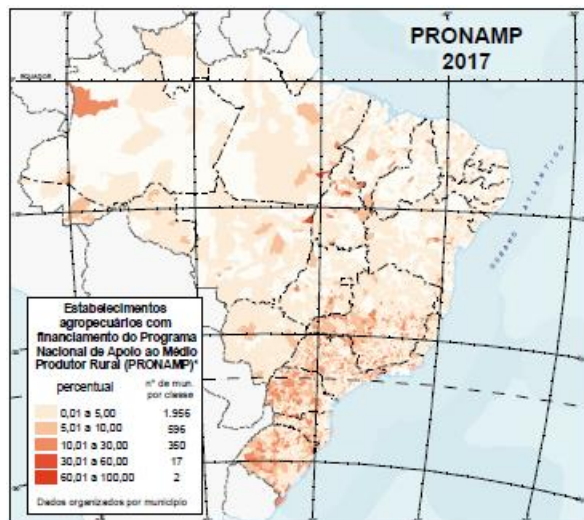 PRONAMP
2017
EQUADOR
OCEANO ATLÂNTICO
Estabelecimentos
agropecuários com
financiamento do Programa
Nacional de Apoio ao Médio
Produtor Rural (PRONAMP)*
percentual
n° de mun.
por classe
0,01 a 5,00 1.956
5,01 a 10,00 596
10,01 a 30,00 350
30,01 a 60,00 17
60,01 a 100,00 2
Dados organizados por município